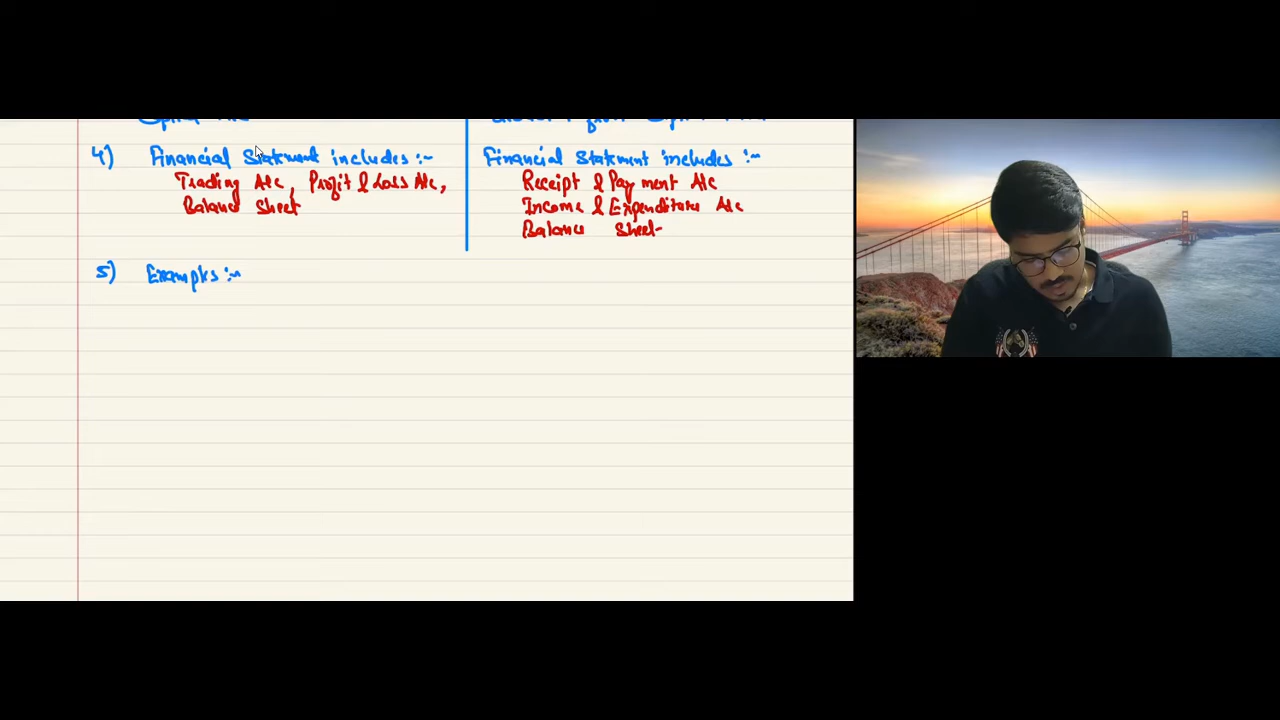 4) Financial Statement includes :~
Trading A/c, Profit & Loss A/c,
Balance Sheet
Financial Statement includes :~
Receipt & Payment A/c
Income & Expenditure A/c
Balance Sheet
5) Examples :~